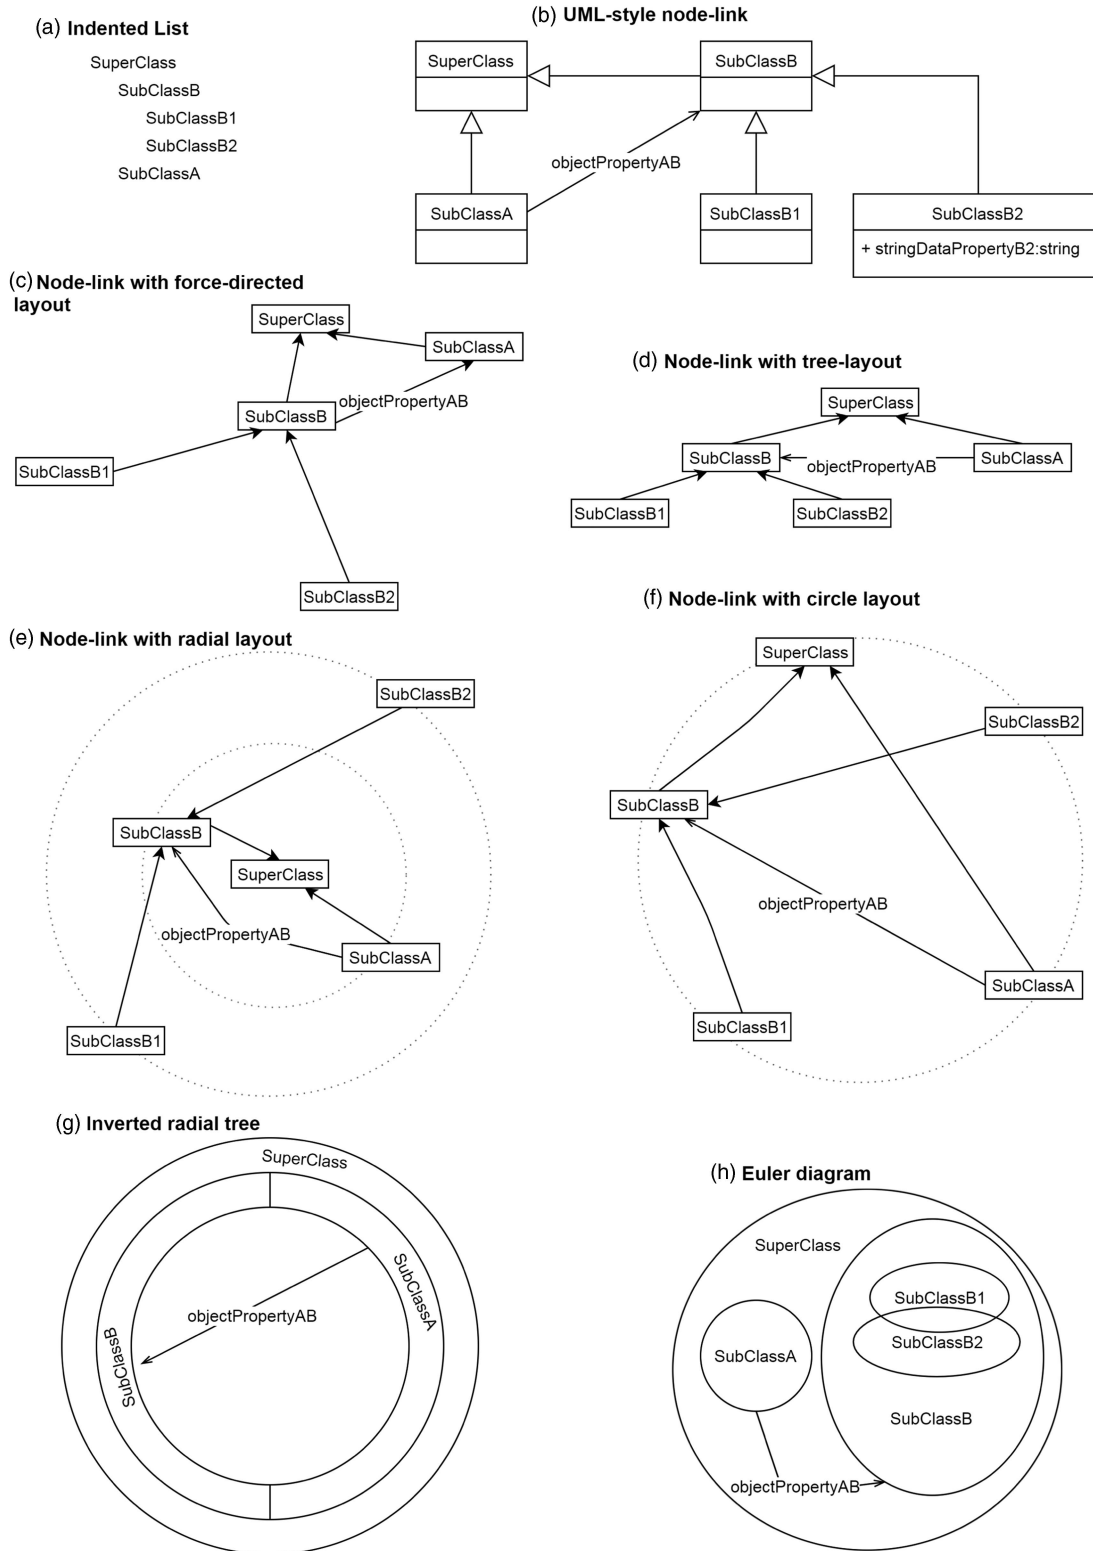 (a) Indented List
SuperClass
SubClassB
SubClassB1
SubClassB2
SubClassA
(b) UML-style node-link
SuperClass
SubClassB
objectPropertyAB
SubClassA
SubClassB1
SubClassB2
+ stringDataPropertyB2:string
(c) Node-link with force-directed
layout
SuperClass
SubClassA
objectPropertyAB
SubClassB
SubClassB1
SubClassB2
(d) Node-link with tree-layout
SuperClass
SubClassB
objectPropertyAB
SubClassA
SubClassB1
SubClassB2
(e) Node-link with radial layout
SubClassB2
SubClassB
SuperClass
objectPropertyAB
SubClassA
SubClassB1
(f) Node-link with circle layout
SuperClass
SubClassB2
SubClassB
objectPropertyAB
SubClassA
SubClassB1
(g) Inverted radial tree
SuperClass
SubClassA
objectPropertyAB
SubClassB
(h) Euler diagram
SuperClass
SubClassB1
SubClassB2
SubClassA
SubClassB
objectPropertyAB